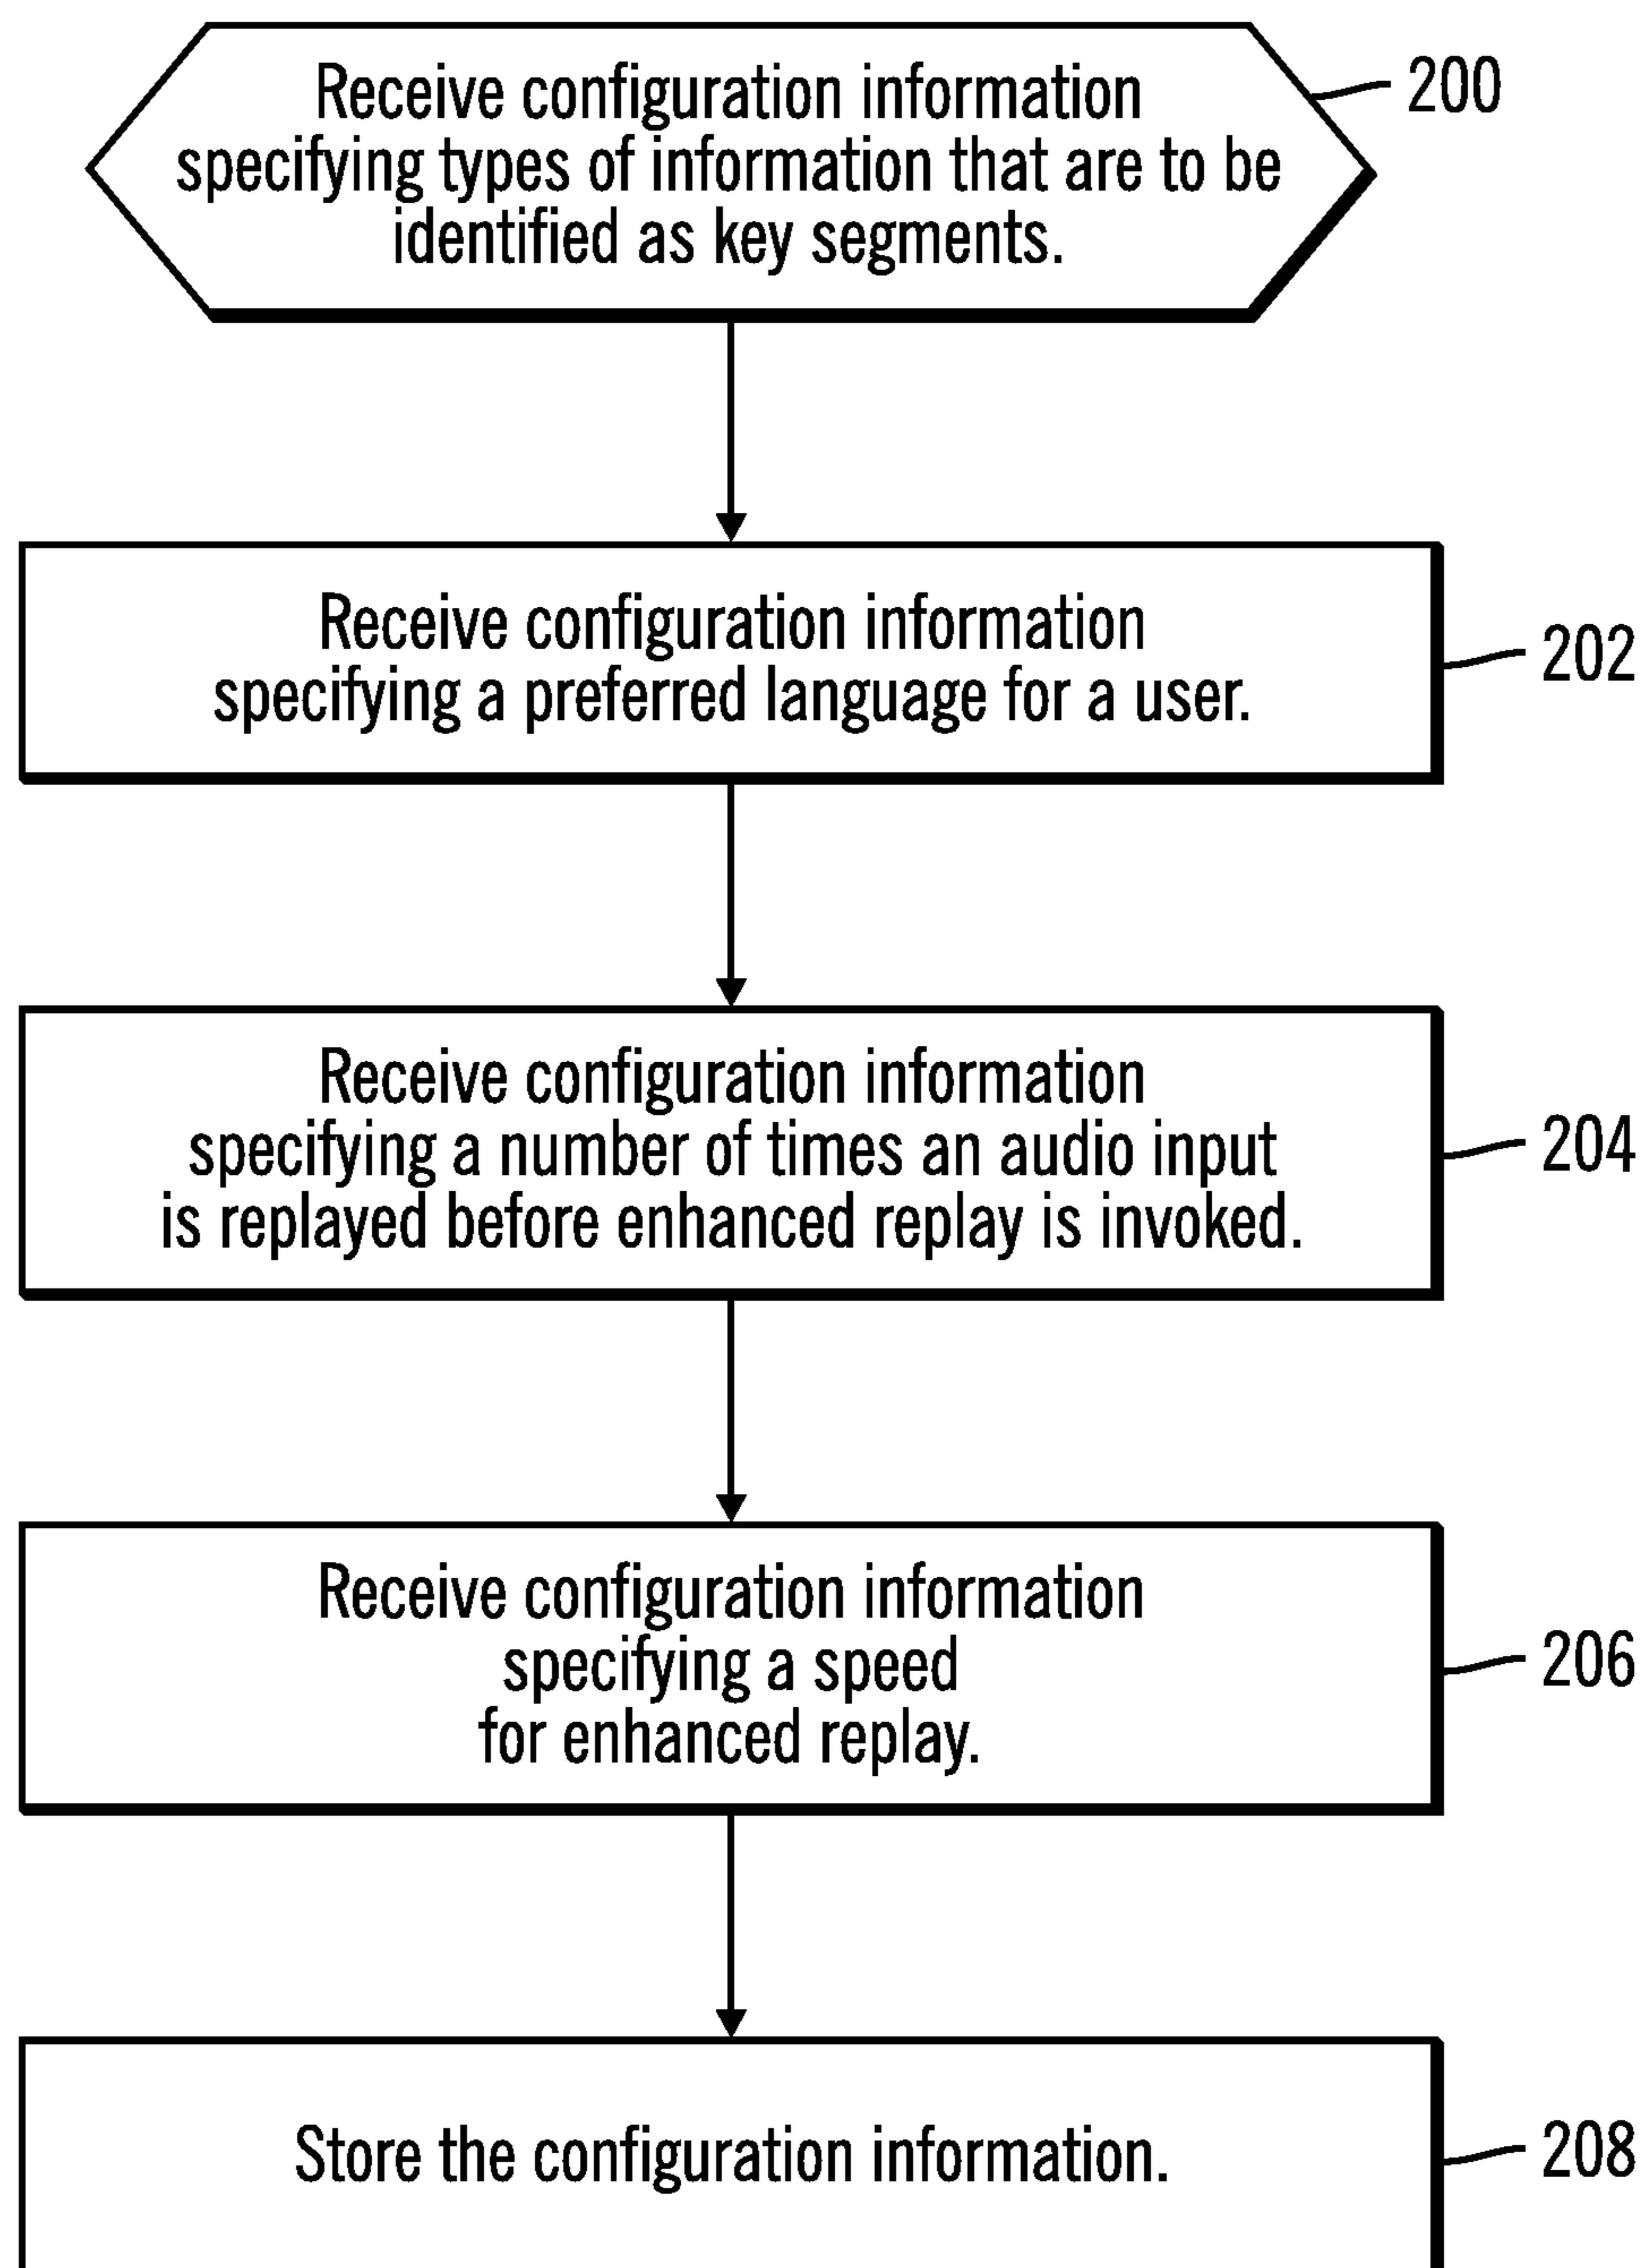 Receive configuration information
200
specifying types of information that are to be
identified as key segments.
Receive configuration information
202
specifying a preferred language for a user.
Receive configuration information
specifying a number of times an audio input
204
is replayed before enhanced replay is invoked.
Receive configuration information
specifying a speed
206
for enhanced replay.
Store the configuration information.
208